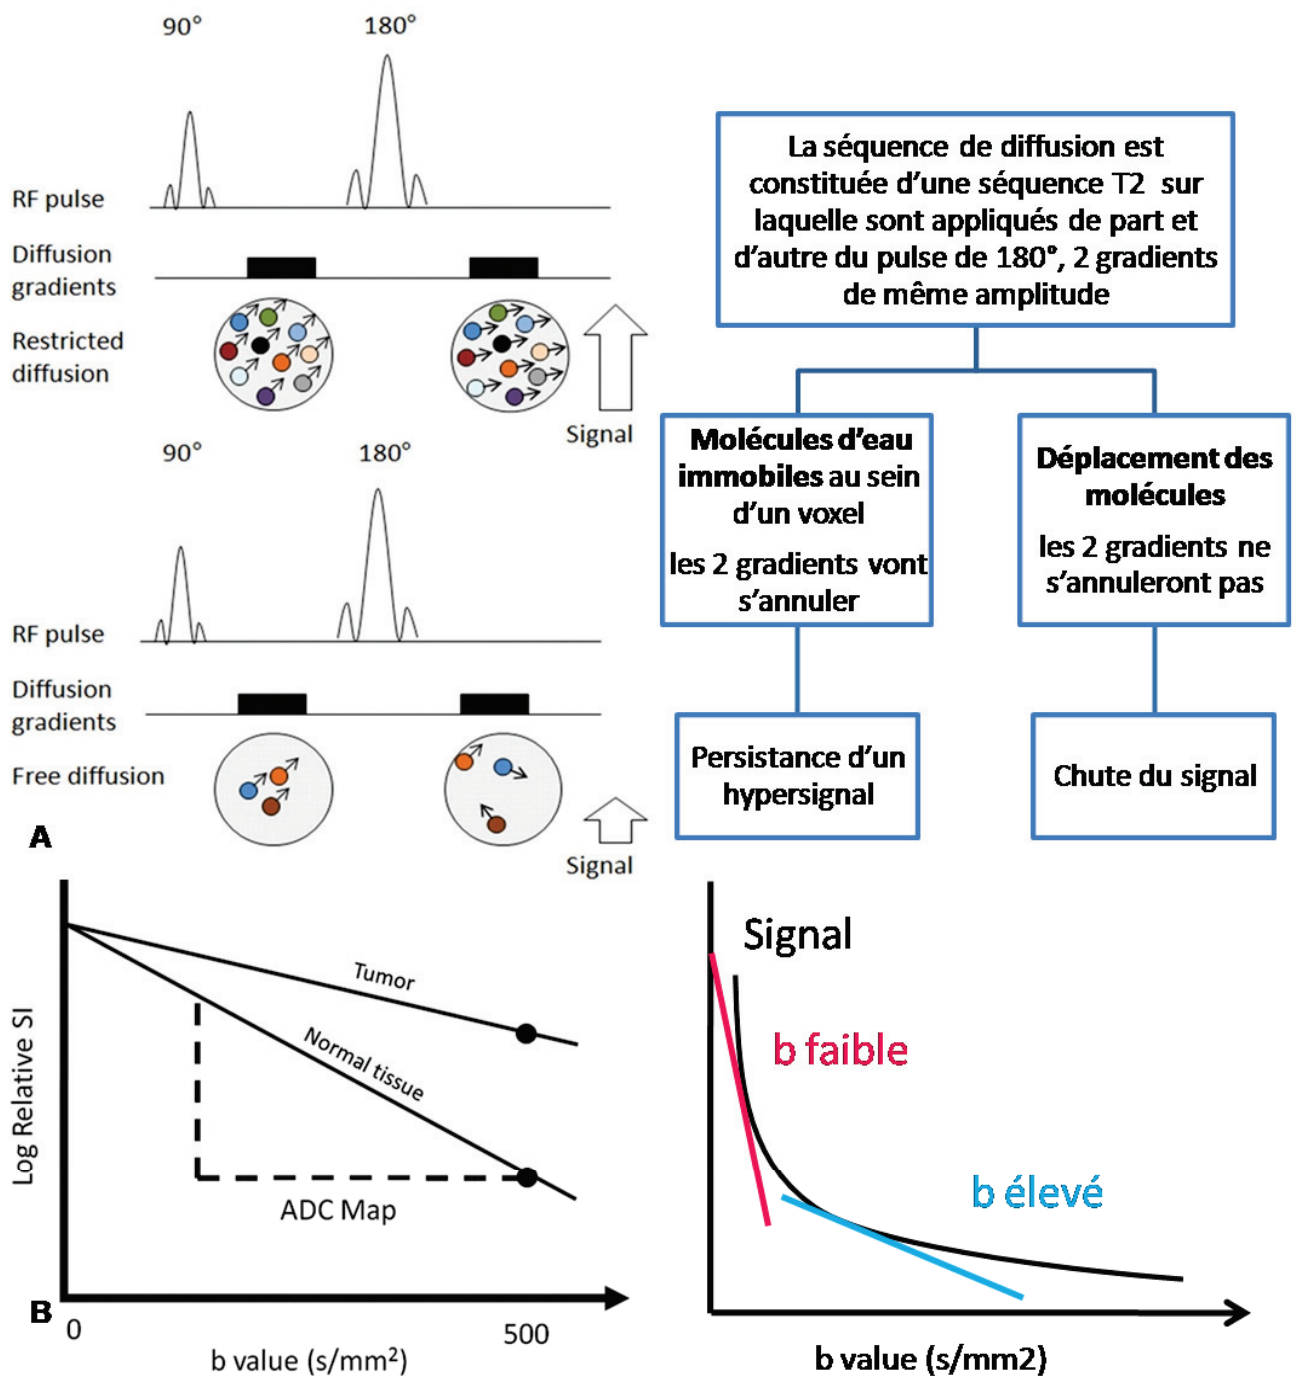 90°
180°
RF pulse
Diffusion
gradients
Restricted
diffusion
Signal
90°
180°
RF pulse
Diffusion
gradients
Free diffusion
Signal
A
La séquence de diffusion est
constituée d'une séquence T2 sur
laquelle sont appliqués de part et
d'autre du pulse de 180°, 2 gradients
de même amplitude
Molécules d'eau
immobiles au sein
d'un voxel
les 2 gradients vont
s'annuler
Déplacement des
molécules
les 2 gradients ne
s'annuleront pas
Persistance d'un
hypersignal
Chute du signal
Log Relative SI
Tumor
Normal tissue
ADC Map
B
0
500
b value (s/mm²)
Signal
b faible
b élevé
b value (s/mm2)